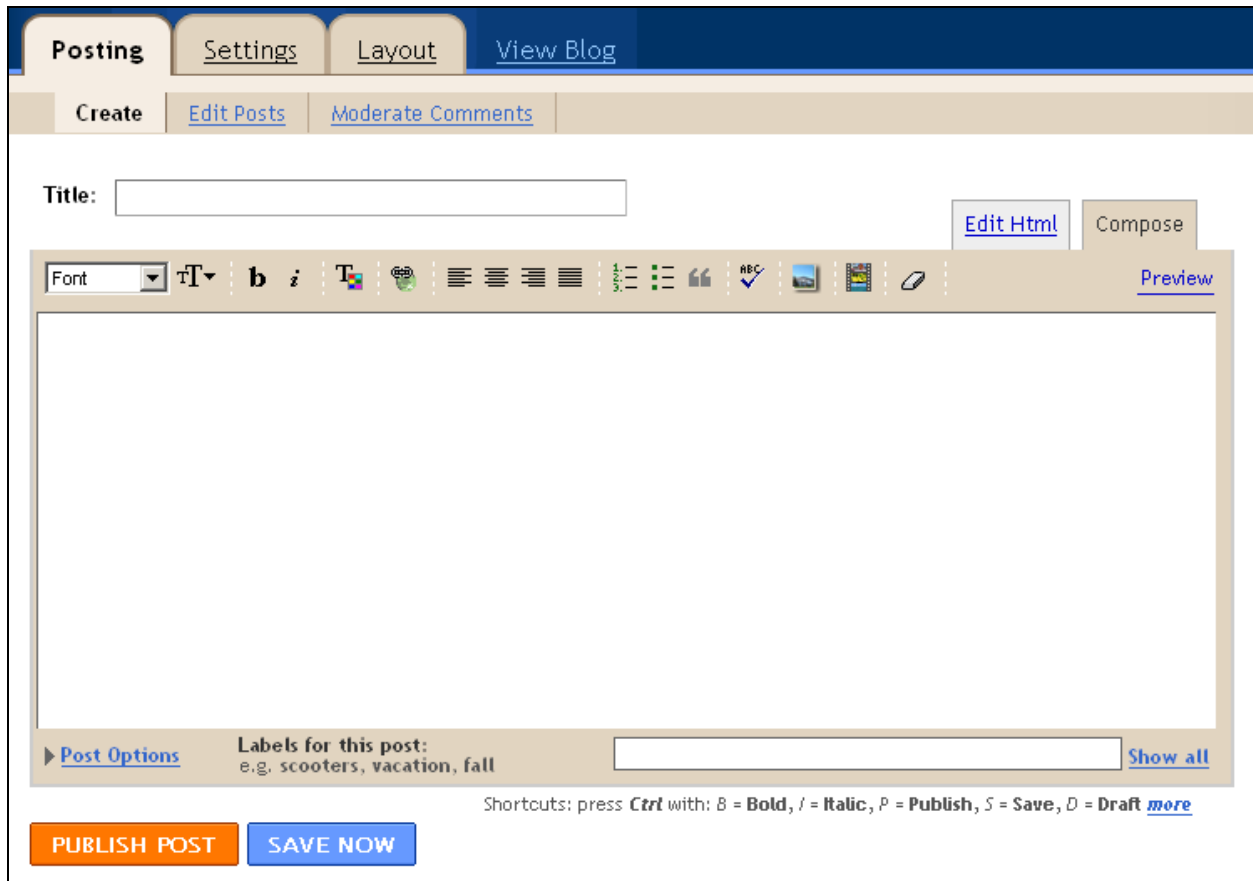 Posting Settings Layout View Blog
Create Edit Posts Moderate Comments
Title:
Edit Html Compose
Font TT b i T ABC Preview
Post Options Labels for this post: Show all
e.g. scooters, vacation, fall
Shortcuts: press Ctrl with: B = Bold, I = Italic, P = Publish, S = Save, D = Draft more
PUBLISH POST SAVE NOW